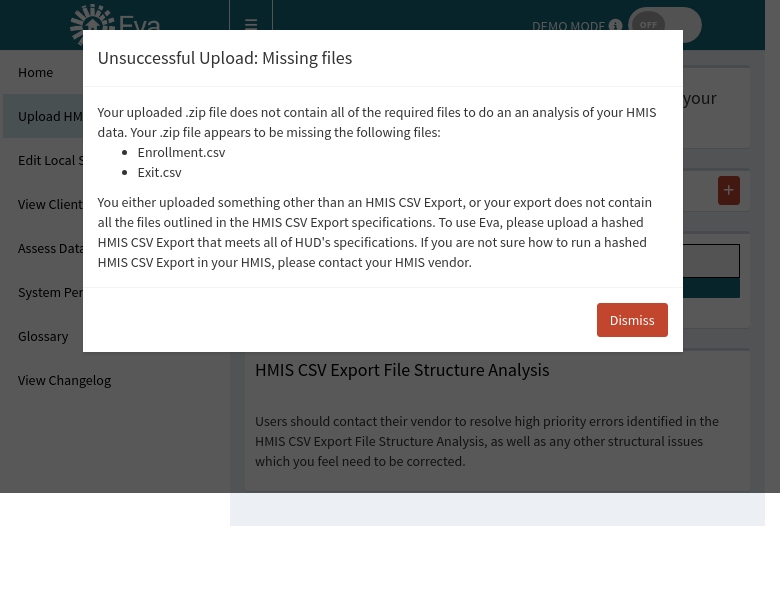 Eva
DEMO MODE
OFF
Unsuccessful Upload: Missing files
Your uploaded .zip file does not contain all of the required files to do an an analysis of your HMIS
data. Your .zip file appears to be missing the following files:
Enrollment.csv
Exit.csv
You either uploaded something other than an HMIS CSV Export, or your export does not contain
all the files outlined in the HMIS CSV Export specifications. To use Eva, please upload a hashed
HMIS CSV Export that meets all of HUD's specifications. If you are not sure how to run a hashed
HMIS CSV Export in your HMIS, please contact your HMIS vendor.
Dismiss
Home
Upload HM
Edit Local S
View Client
Assess Data
System Per
Glossary
View Changelog
your
+
HMIS CSV Export File Structure Analysis
Users should contact their vendor to resolve high priority errors identified in the
HMIS CSV Export File Structure Analysis, as well as any other structural issues
which you feel need to be corrected.